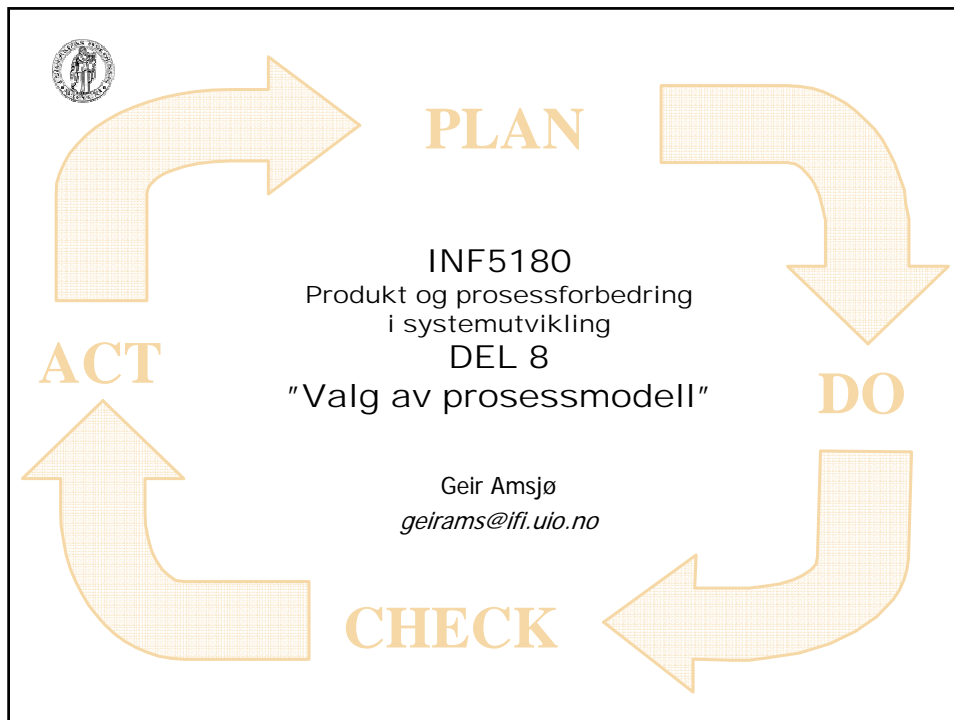 PLAN
INF5180
Produkt og prosessforbedring
i systemutvikling
DEL 8
"Valg av prosessmodell"
ACT
DO
Geir Amsjø
geirams@ifi.uio.no
CHECK